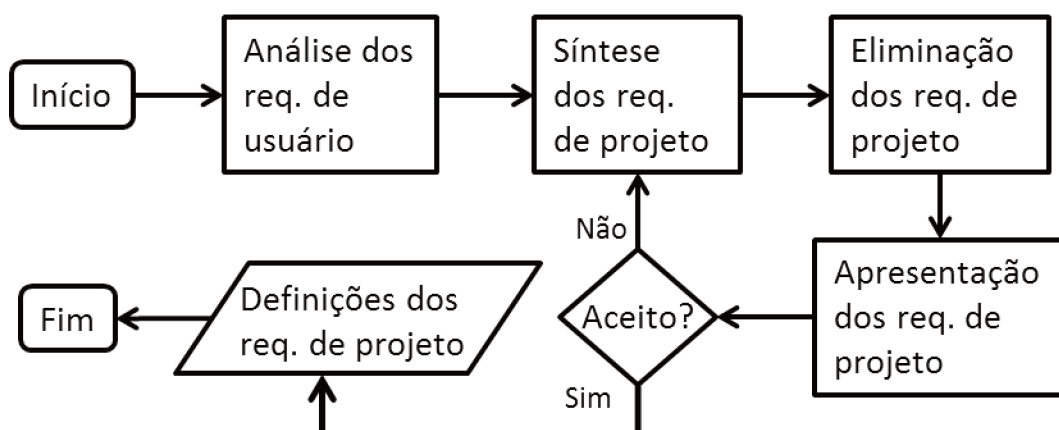 Início
Análise dos
req. de
usuário
Síntese
dos req.
de projeto
Eliminação
dos req. de
projeto
Apresentação
dos req. de
projeto
Aceito?
Não
Sim
Definições dos
req. de projeto
Fim